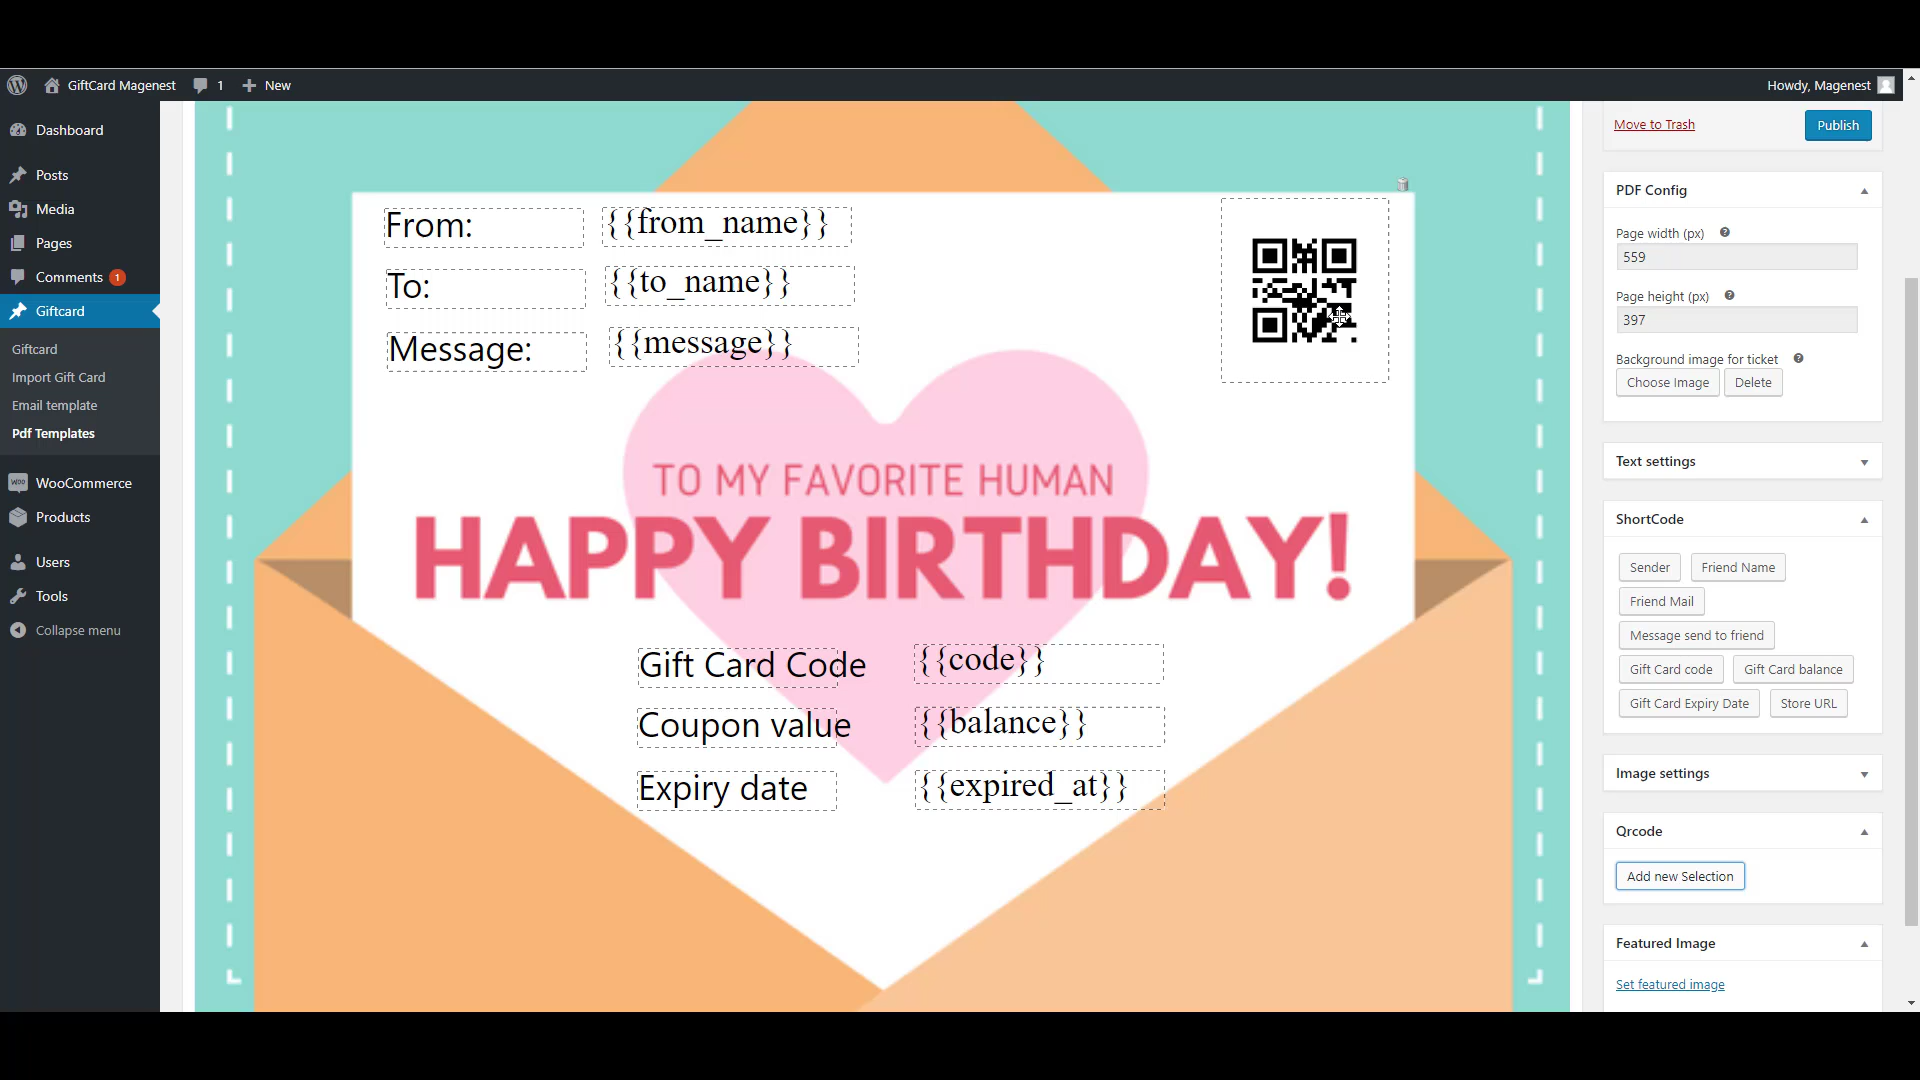 GiftCard Magenest 1 New Howdy, Magenest
Dashboard
Posts
Media
Pages
Comments 1
Giftcard
Giftcard
Import Gift Card
Email template
Pdf Templates
WooCommerce
Products
Users
Tools
Collapse menu
From: {{from_name}}
To: {{to_name}}
Message: {{message}}
TO MY FAVORITE HUMAN
HAPPY BIRTHDAY!
Gift Card Code {{code}}
Coupon value {{balance}}
Expiry date {{expired_at}}
Move to Trash Publish
PDF Config
Page width (px)
559
Page height (px)
397
Background image for ticket
Choose Image Delete
Text settings
ShortCode
Sender Friend Name
Friend Mail
Message send to friend
Gift Card code Gift Card balance
Gift Card Expiry Date Store URL
Image settings
Qrcode
Add new Selection
Featured Image
Set featured image